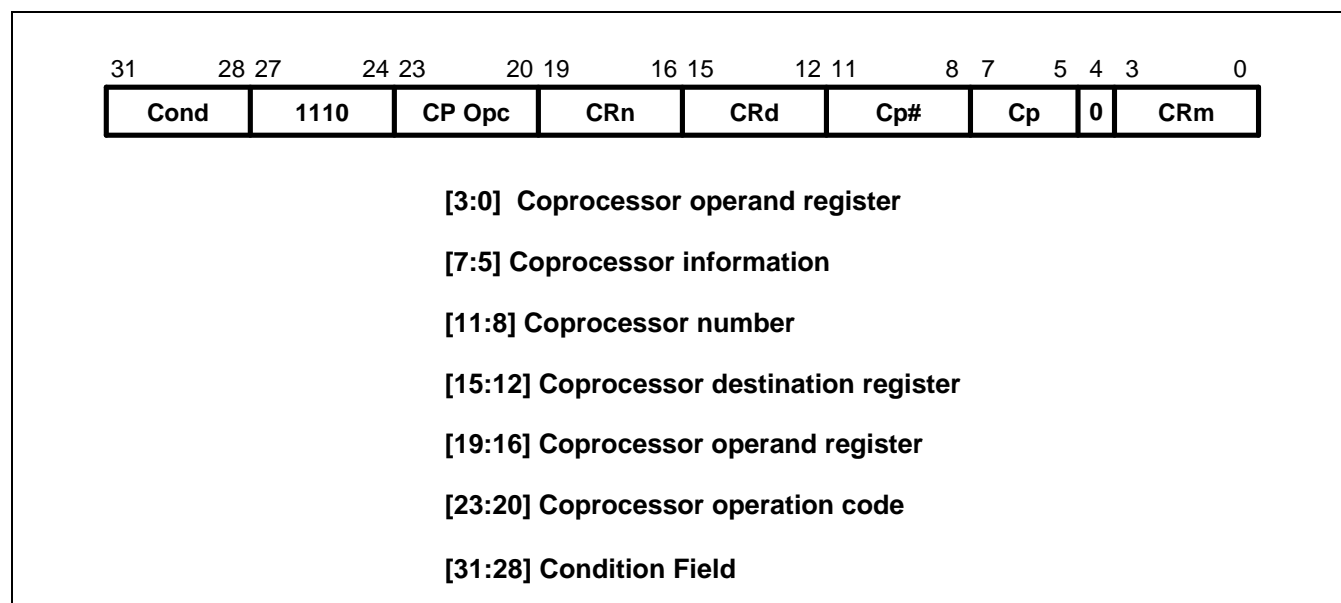 31 28 27 24 23 20 19 16 15 12 11 8 7 5 4 3 0
Cond 1110 CP Opc CRn CRd Cp# Cp 0 CRm
[3:0] Coprocessor operand register
[7:5] Coprocessor information
[11:8] Coprocessor number
[15:12] Coprocessor destination register
[19:16] Coprocessor operand register
[23:20] Coprocessor operation code
[31:28] Condition Field